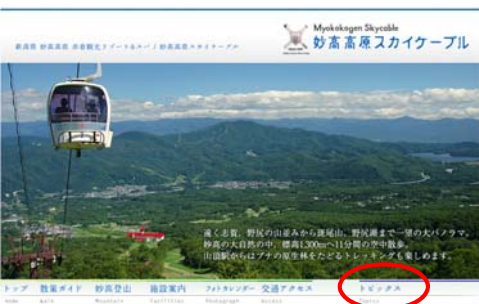 Myokokogen Skycable
妙高高原スカイケーブル
新潟県 妙高高原 赤倉観光リゾート&スパ / 妙高高原スカイケーブル
遠く志賀、野尻の山並みから斑尾山、野尻湖まで一望の大パノラマ。
妙高の大自然の中、標高1,300mへ11分間の空中散歩。
山頂駅からはブナの原生林をたどるトレッキングも楽しめます。
トップ 散策ガイド 妙高登山 施設案内 フォトカレンダー 交通アクセス トピックス
Home Walk Mountain Facilities Photograph Access Topics